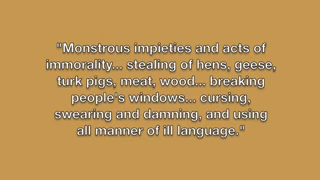 "Monstrous impieties and acts of
immorality... stealing of hens, geese,
turk pigs, meat, wood... breaking
people's windows... cursing,
swearing and damning, and using
all manner of ill language."